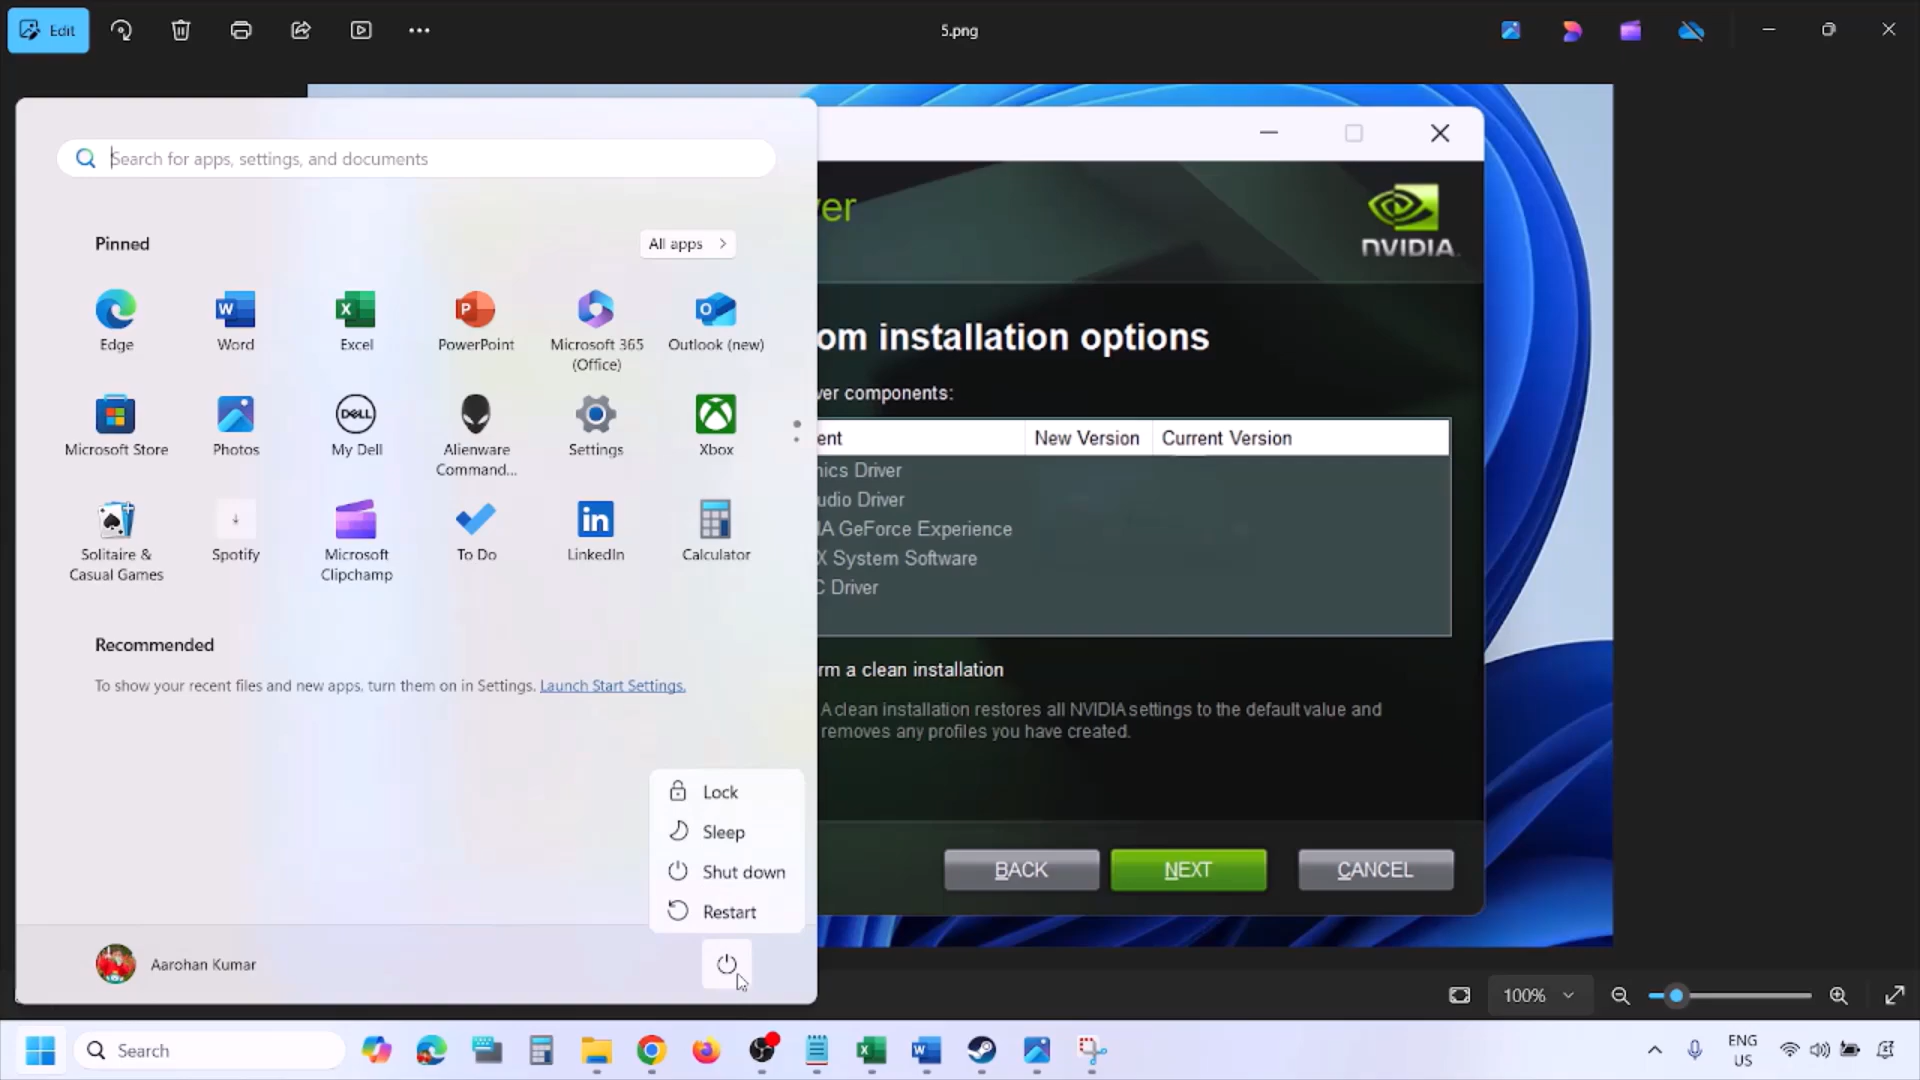 Edit
5.png
Search for apps, settings, and documents
Pinned
All apps
Edge
Word
Excel
PowerPoint
Microsoft 365
(Office)
Outlook (new)
Microsoft Store
Photos
DELL
My Dell
Alienware
Command...
Settings
Xbox
Solitaire &
Casual Games
Spotify
Microsoft
Clipchamp
To Do
LinkedIn
Calculator
Recommended
To show your recent files and new apps, turn them on in Settings. Launch Start Settings.
Lock
Sleep
Shut down
Restart
Aarohan Kumar
ver
NVIDIA
om installation options
ver components:
ent
New Version
Current Version
nics Driver
udio Driver
IA GeForce Experience
X System Software
C Driver
rm a clean installation
A clean installation restores all NVIDIA settings to the default value and
removes any profiles you have created.
BACK
NEXT
CANCEL
100%
Search
ENG
US